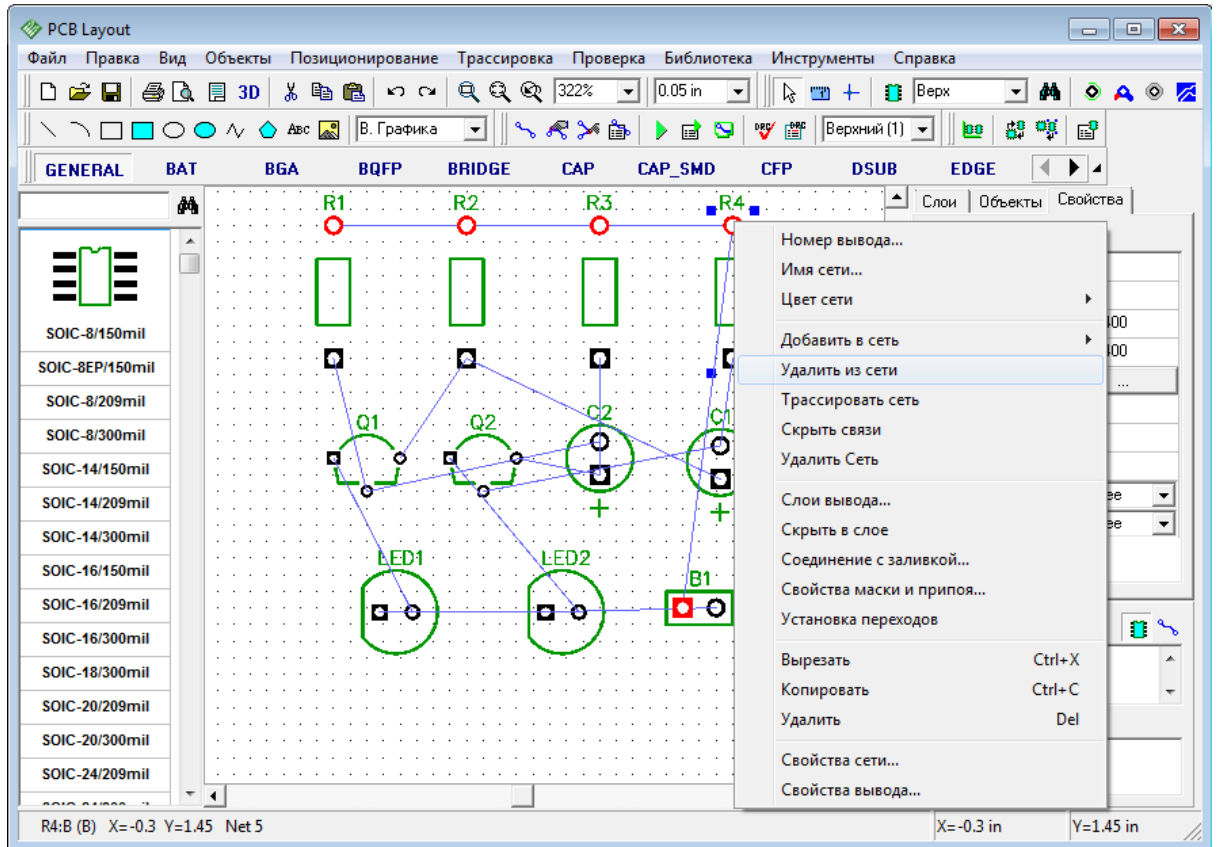 PCB Layout
Файл Правка Вид Объекты Позиционирование Трассировка Проверка Библиотека Инструменты Справка
3D 322% 0.05 in Верх
ABC В. Графика DRC Верхний (1)
GENERAL BAT BGA BQFP BRIDGE CAP CAP_SMD CFP DSUB EDGE
Слои Объекты Свойства
R1 R2 R3 R4
SOIC-8/150mil
SOIC-8EP/150mil
SOIC-8/209mil
SOIC-8/300mil
SOIC-14/150mil
SOIC-14/209mil
SOIC-14/300mil
SOIC-16/150mil
SOIC-16/209mil
SOIC-16/300mil
SOIC-18/300mil
SOIC-20/209mil
SOIC-20/300mil
SOIC-24/209mil
Q1 Q2 C2 C1
+ +
LED1 LED2 B1
Номер вывода...
Имя сети...
Цвет сети
Добавить в сеть
Удалить из сети
Трассировать сеть
Скрыть связи
Удалить Сеть
Слои вывода...
Скрыть в слое
Соединение с заливкой...
Свойства маски и припоя...
Установка переходов
Вырезать Ctrl+X
Копировать Ctrl+C
Удалить Del
Свойства сети...
Свойства вывода...
...
R4:B (B) X=-0.3 Y=1.45 Net 5 X=-0.3 in Y=1.45 in